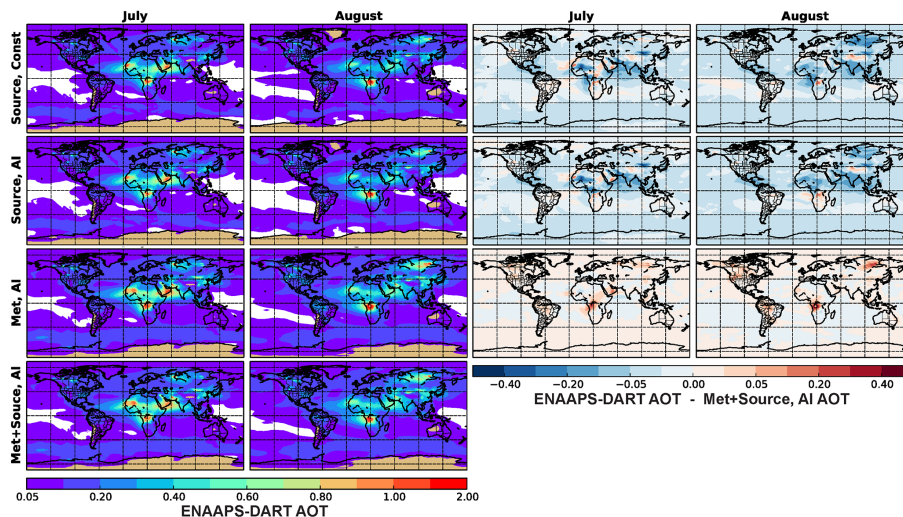 July August July August
Source, Const
Source, AI
Met, AI
Met+Souce, AI
0.05 0.20 0.40 0.60 0.80 1.00 2.00
ENAAPS-DART AOT
−0.40 −0.20 −0.05 0.00 0.05 0.20 0.40
ENAAPS-DART AOT - Met+Source, AI AOT